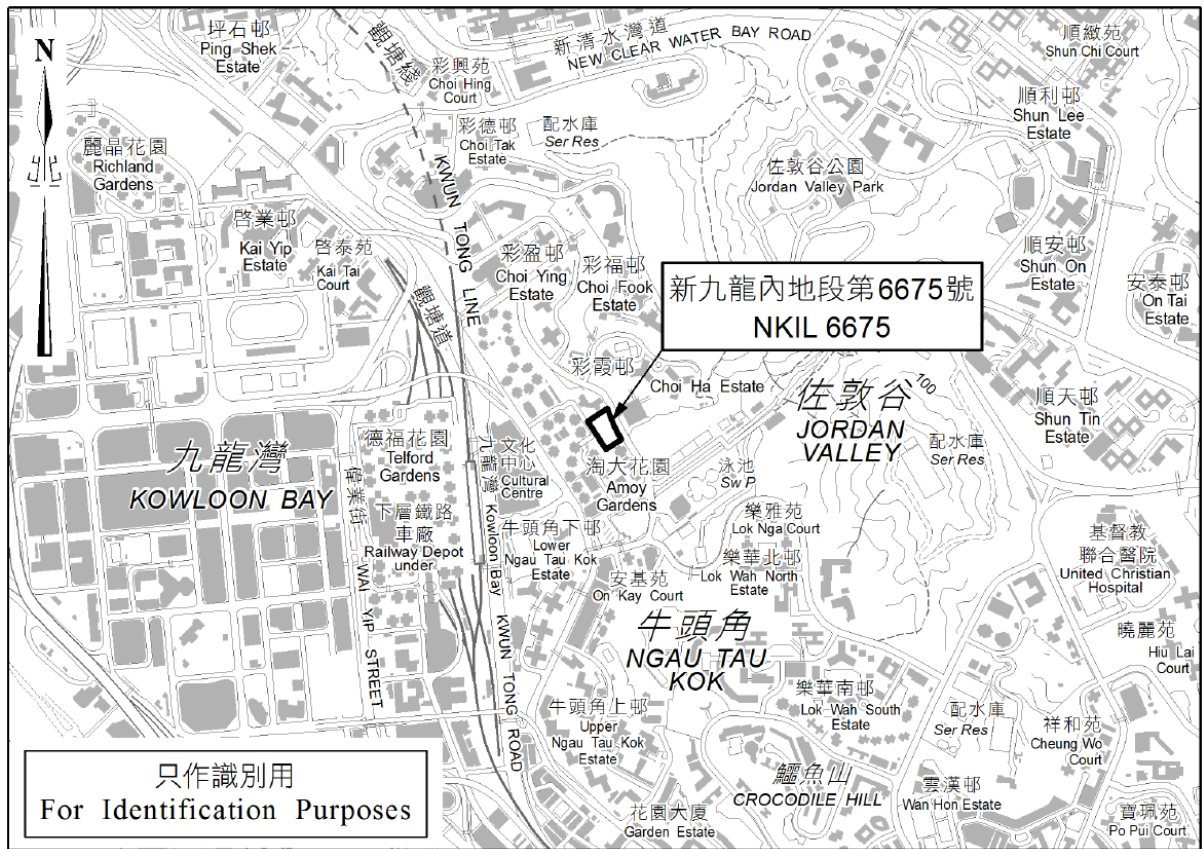 坪石邨
Ping Shek
Estate
觀塘綫
新清水灣道
NEW CLEAR WATER BAY ROAD
順緻苑
Shun Chi Court
N
彩興苑
Choi Hing
Court
順利邨
Shun Lee
Estate
彩德邨
Choi Tak
Estate
配水庫
Ser Res
麗晶花園
Richland
Gardens
佐敦谷公園
Jordan Valley Park
KWUN TONG LINE
啓業邨
Kai Yip
Estate
啓泰苑
Kai Tai
Court
彩盈邨
Choi Ying
Estate
彩福邨
Choi Fook
Estate
順安邨
Shun On
Estate
安泰邨
On Tai
Estate
觀塘道
新九龍內地段第6675號
NKIL 6675
彩霞邨
Choi Ha Estate
佐敦谷
JORDAN
VALLEY
100
順天邨
Shun Tin
Estate
九龍灣
KOWLOON BAY
德福花園
Telford
Gardens
文化
中心
Cultural
Centre
淘大花園
Amoy
Gardens
泳池
Sw P
配水庫
Ser Res
偉業街
WAI YIP STREET
下層鐵路
車廠
Railway Depot
under
九龍灣 Kowloon Bay
牛頭角下邨
Lower
Ngau Tau Kok
Estate
樂雅苑
Lok Nga Court
基督教
聯合醫院
United Christian
Hospital
安基苑
On Kay Court
樂華北邨
Lok Wah North
Estate
KWUN TONG ROAD
牛頭角
NGAU TAU
KOK
曉麗苑
Hiu Lai
Court
牛頭角上邨
Upper
Ngau Tau Kok
Estate
樂華南邨
Lok Wah South
Estate
配水庫
Ser Res
祥和苑
Cheung Wo
Court
只作識別用
For Identification Purposes
鱷魚山
CROCODILE HILL
雲漢邨
Wan Hon Estate
花園大廈
Garden Estate
寶珮苑
Po Pui Court